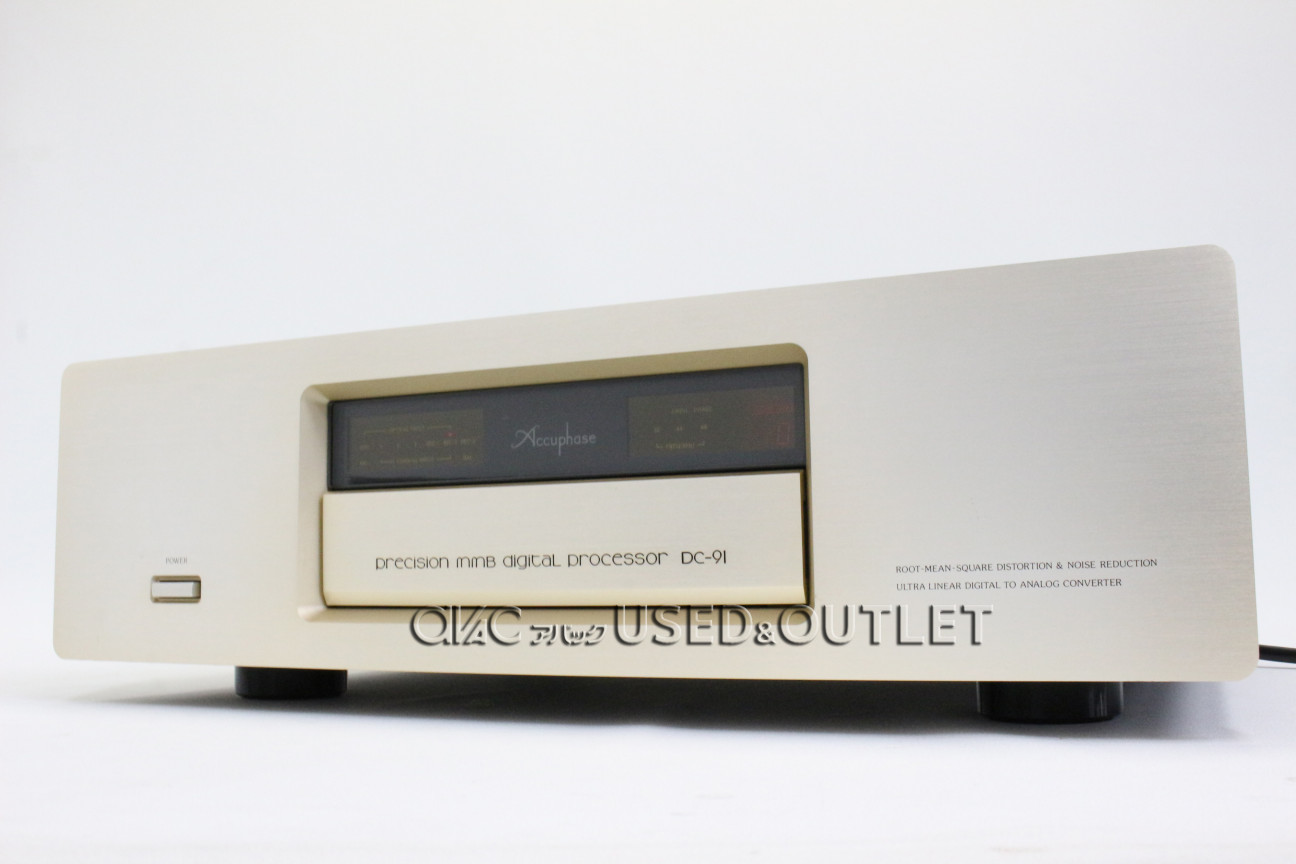 Accuphase
POWER
precision mmB digital processor DC-91
ROOT-MEAN-SQUARE DISTORTION & NOISE REDUCTION
ULTRA LINEAR DIGITAL TO ANALOG CONVERTER
AVAC アバック USED&OUTLET